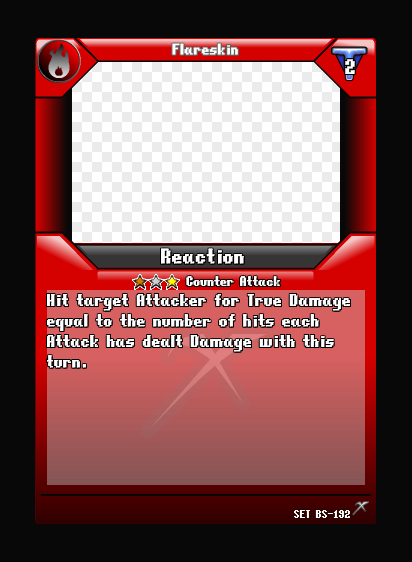 Flareskin
2
Reaction
Counter Attack
Hit target Attacker for True Damage
equal to the number of hits each
Attack has dealt Damage with this
turn.
SET BS-192